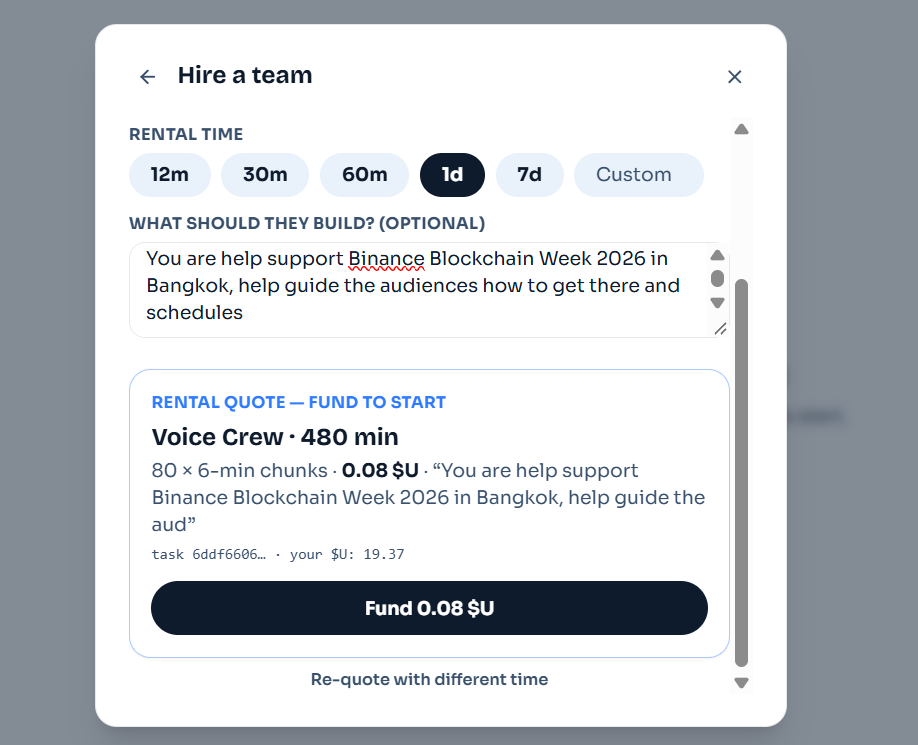 Hire a team
RENTAL TIME
12m 30m 60m 1d 7d Custom
WHAT SHOULD THEY BUILD? (OPTIONAL)
You are help support Binance Blockchain Week 2026 in
Bangkok, help guide the audiences how to get there and
schedules
RENTAL QUOTE — FUND TO START
Voice Crew · 480 min
80 × 6-min chunks · 0.08 $U · “You are help support
Binance Blockchain Week 2026 in Bangkok, help guide the
aud”
task 6ddf6606… · your $U: 19.37
Fund 0.08 $U
Re-quote with different time